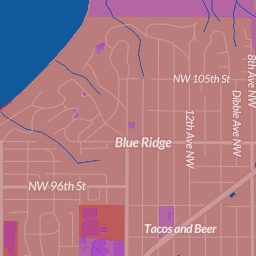 NW 105th St
8th Ave NW
Dibble Ave NW
12th Ave NW
Blue Ridge
NW 96th St
Tacos and Beer